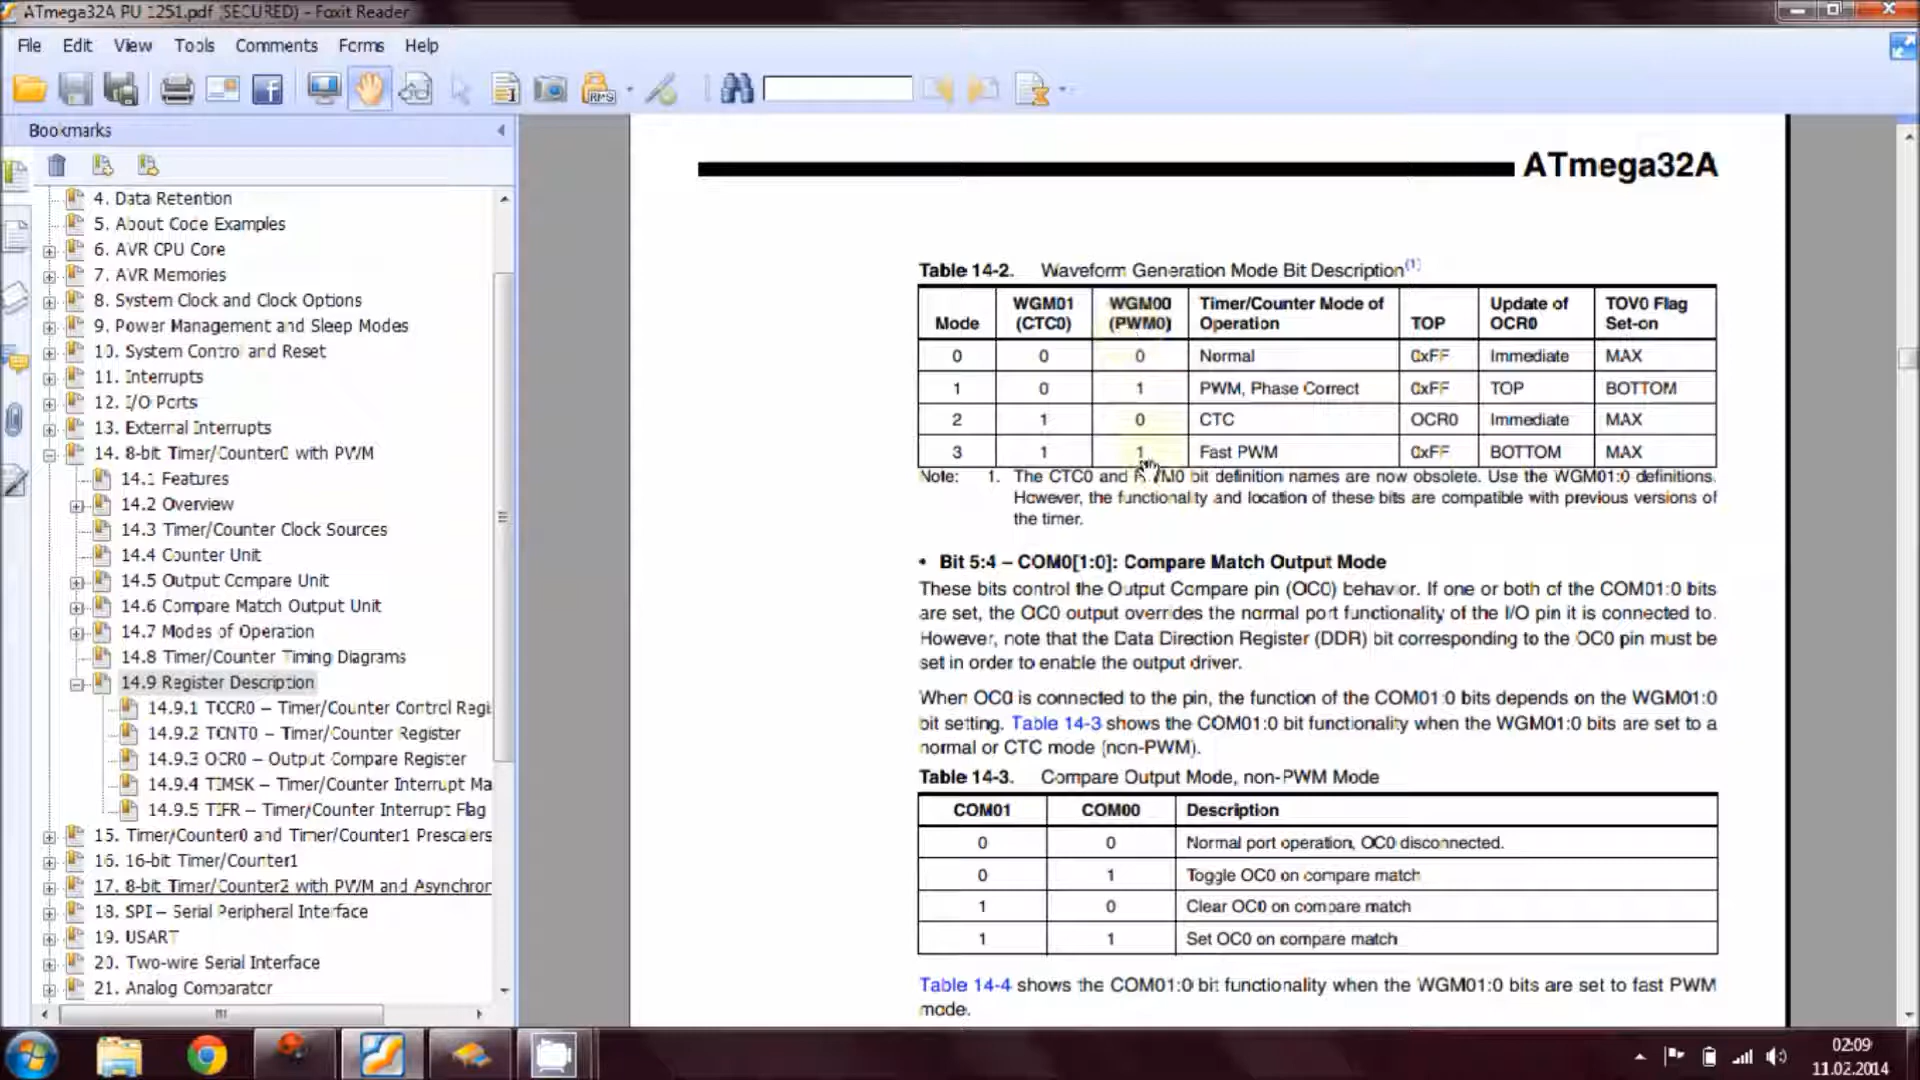 ATmega32A PU 1251.pdf (SECURED) - Foxit Reader
File Edit View Tools Comments Forms Help
RMS
Bookmarks
4. Data Retention
5. About Code Examples
6. AVR CPU Core
7. AVR Memories
8. System Clock and Clock Options
9. Power Management and Sleep Modes
10. System Control and Reset
11. Interrupts
12. I/O Ports
13. External Interrupts
14. 8-bit Timer/Counter0 with PWM
14.1 Features
14.2 Overview
14.3 Timer/Counter Clock Sources
14.4 Counter Unit
14.5 Output Compare Unit
14.6 Compare Match Output Unit
14.7 Modes of Operation
14.8 Timer/Counter Timing Diagrams
14.9 Register Description
14.9.1 TCCR0 – Timer/Counter Control Regi
14.9.2 TCNT0 – Timer/Counter Register
14.9.3 OCR0 – Output Compare Register
14.9.4 TIMSK – Timer/Counter Interrupt Ma
14.9.5 TIFR – Timer/Counter Interrupt Flag
15. Timer/Counter0 and Timer/Counter1 Prescalers
16. 16-bit Timer/Counter1
17. 8-bit Timer/Counter2 with PWM and Asynchror
18. SPI – Serial Peripheral Interface
19. USART
20. Two-wire Serial Interface
21. Analog Comparator
ATmega32A
Table 14-2. Waveform Generation Mode Bit Description(1)
Mode WGM01 (CTC0) WGM00 (PWM0) Timer/Counter Mode of Operation TOP Update of OCR0 TOV0 Flag Set-on
0 0 0 Normal 0xFF Immediate MAX
1 0 1 PWM, Phase Correct 0xFF TOP BOTTOM
2 1 0 CTC OCR0 Immediate MAX
3 1 1 Fast PWM 0xFF BOTTOM MAX
Note: 1. The CTC0 and PWM0 bit definition names are now obsolete. Use the WGM01:0 definitions.
However, the functionality and location of these bits are compatible with previous versions of
the timer.
• Bit 5:4 – COM0[1:0]: Compare Match Output Mode
These bits control the Output Compare pin (OC0) behavior. If one or both of the COM01:0 bits
are set, the OC0 output overrides the normal port functionality of the I/O pin it is connected to.
However, note that the Data Direction Register (DDR) bit corresponding to the OC0 pin must be
set in order to enable the output driver.
When OC0 is connected to the pin, the function of the COM01:0 bits depends on the WGM01:0
bit setting. Table 14-3 shows the COM01:0 bit functionality when the WGM01:0 bits are set to a
normal or CTC mode (non-PWM).
Table 14-3. Compare Output Mode, non-PWM Mode
COM01 COM00 Description
0 0 Normal port operation, OC0 disconnected.
0 1 Toggle OC0 on compare match
1 0 Clear OC0 on compare match
1 1 Set OC0 on compare match
Table 14-4 shows the COM01:0 bit functionality when the WGM01:0 bits are set to fast PWM
mode.
02:09
11.02.2014